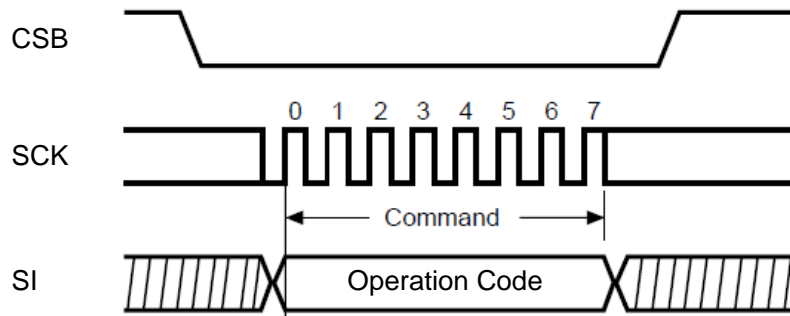 CSB
0 1 2 3 4 5 6 7
SCK
Command
SI
Operation Code